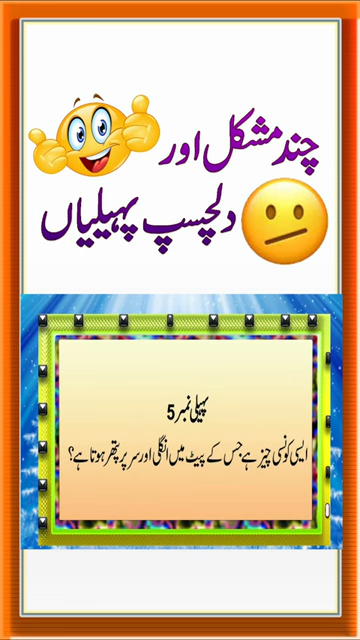 چند مشکل اور
دلچسپ پہیلیاں
پہیلی نمبر 5
ایسی کونسی چیز ہے جس کے پیٹ میں انگلی اور سر پر پتھر ہوتا ہے؟